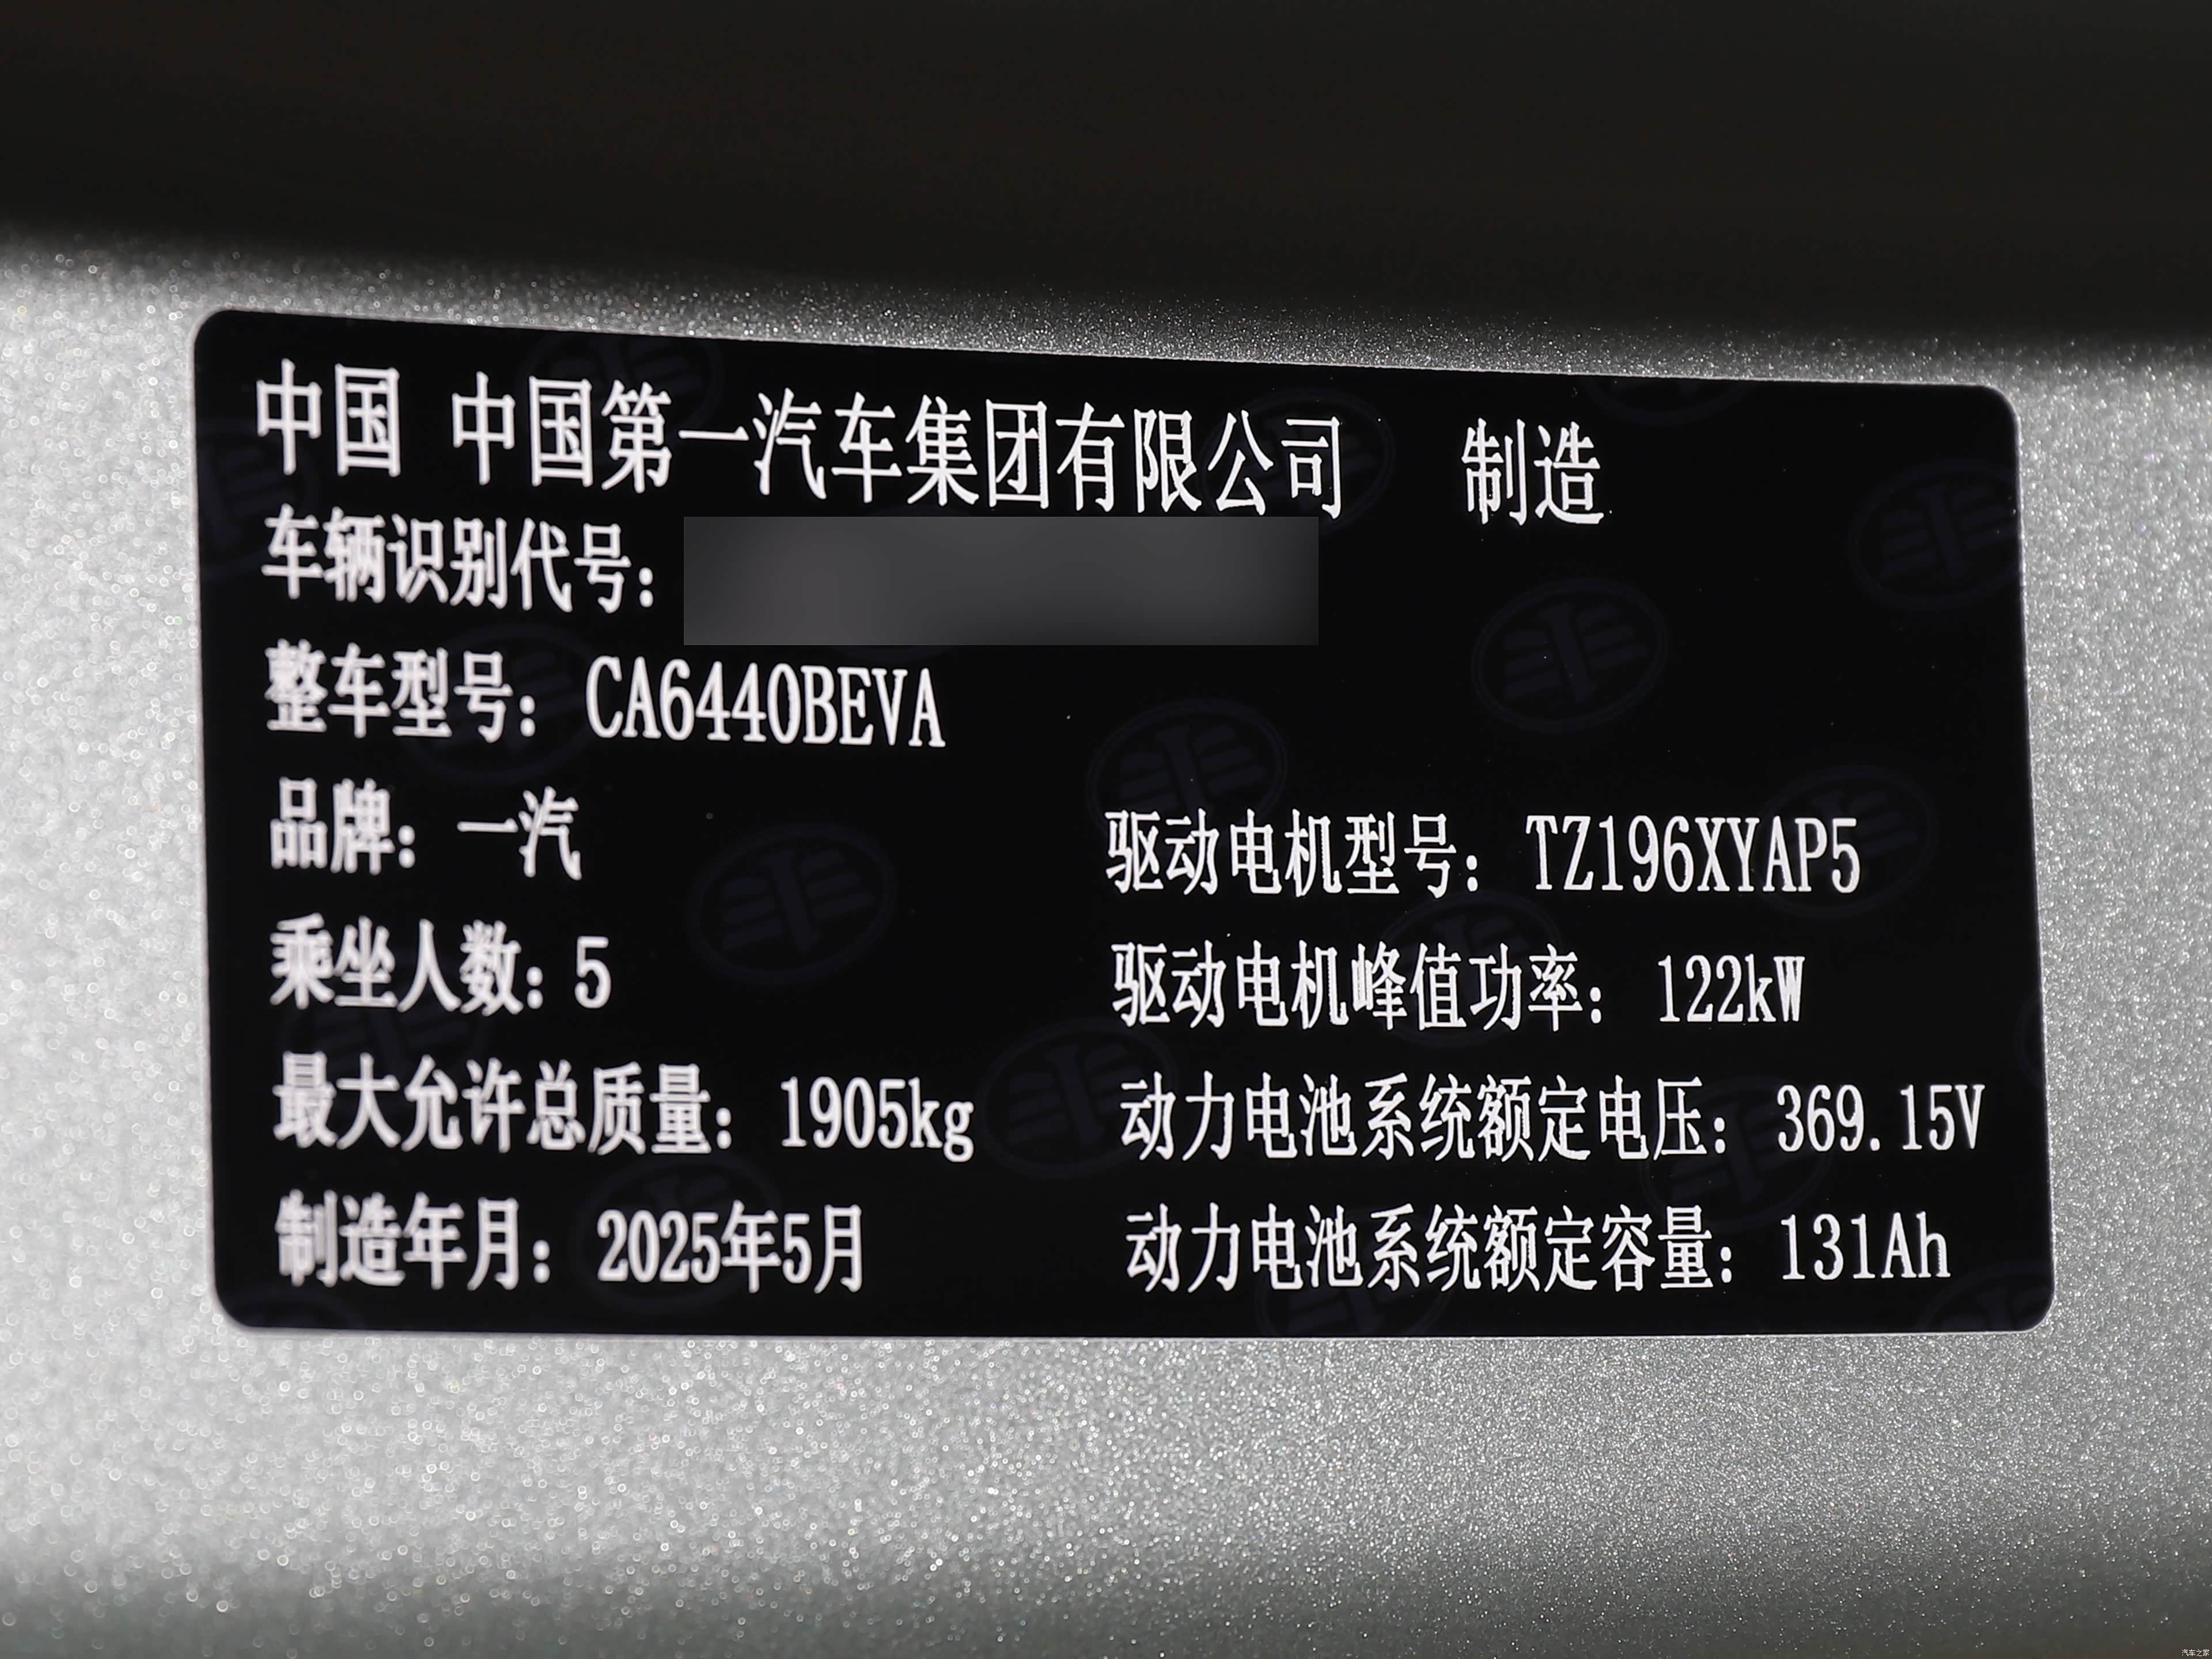 中国 中国第一汽车集团有限公司 制造
车辆识别代号:
整车型号: CA6440BEVA
品牌: 一汽
驱动电机型号: TZ196XYAP5
乘坐人数: 5
驱动电机峰值功率: 122kW
最大允许总质量: 1905kg
动力电池系统额定电压: 369.15V
制造年月: 2025年5月
动力电池系统额定容量: 131Ah
汽车之家